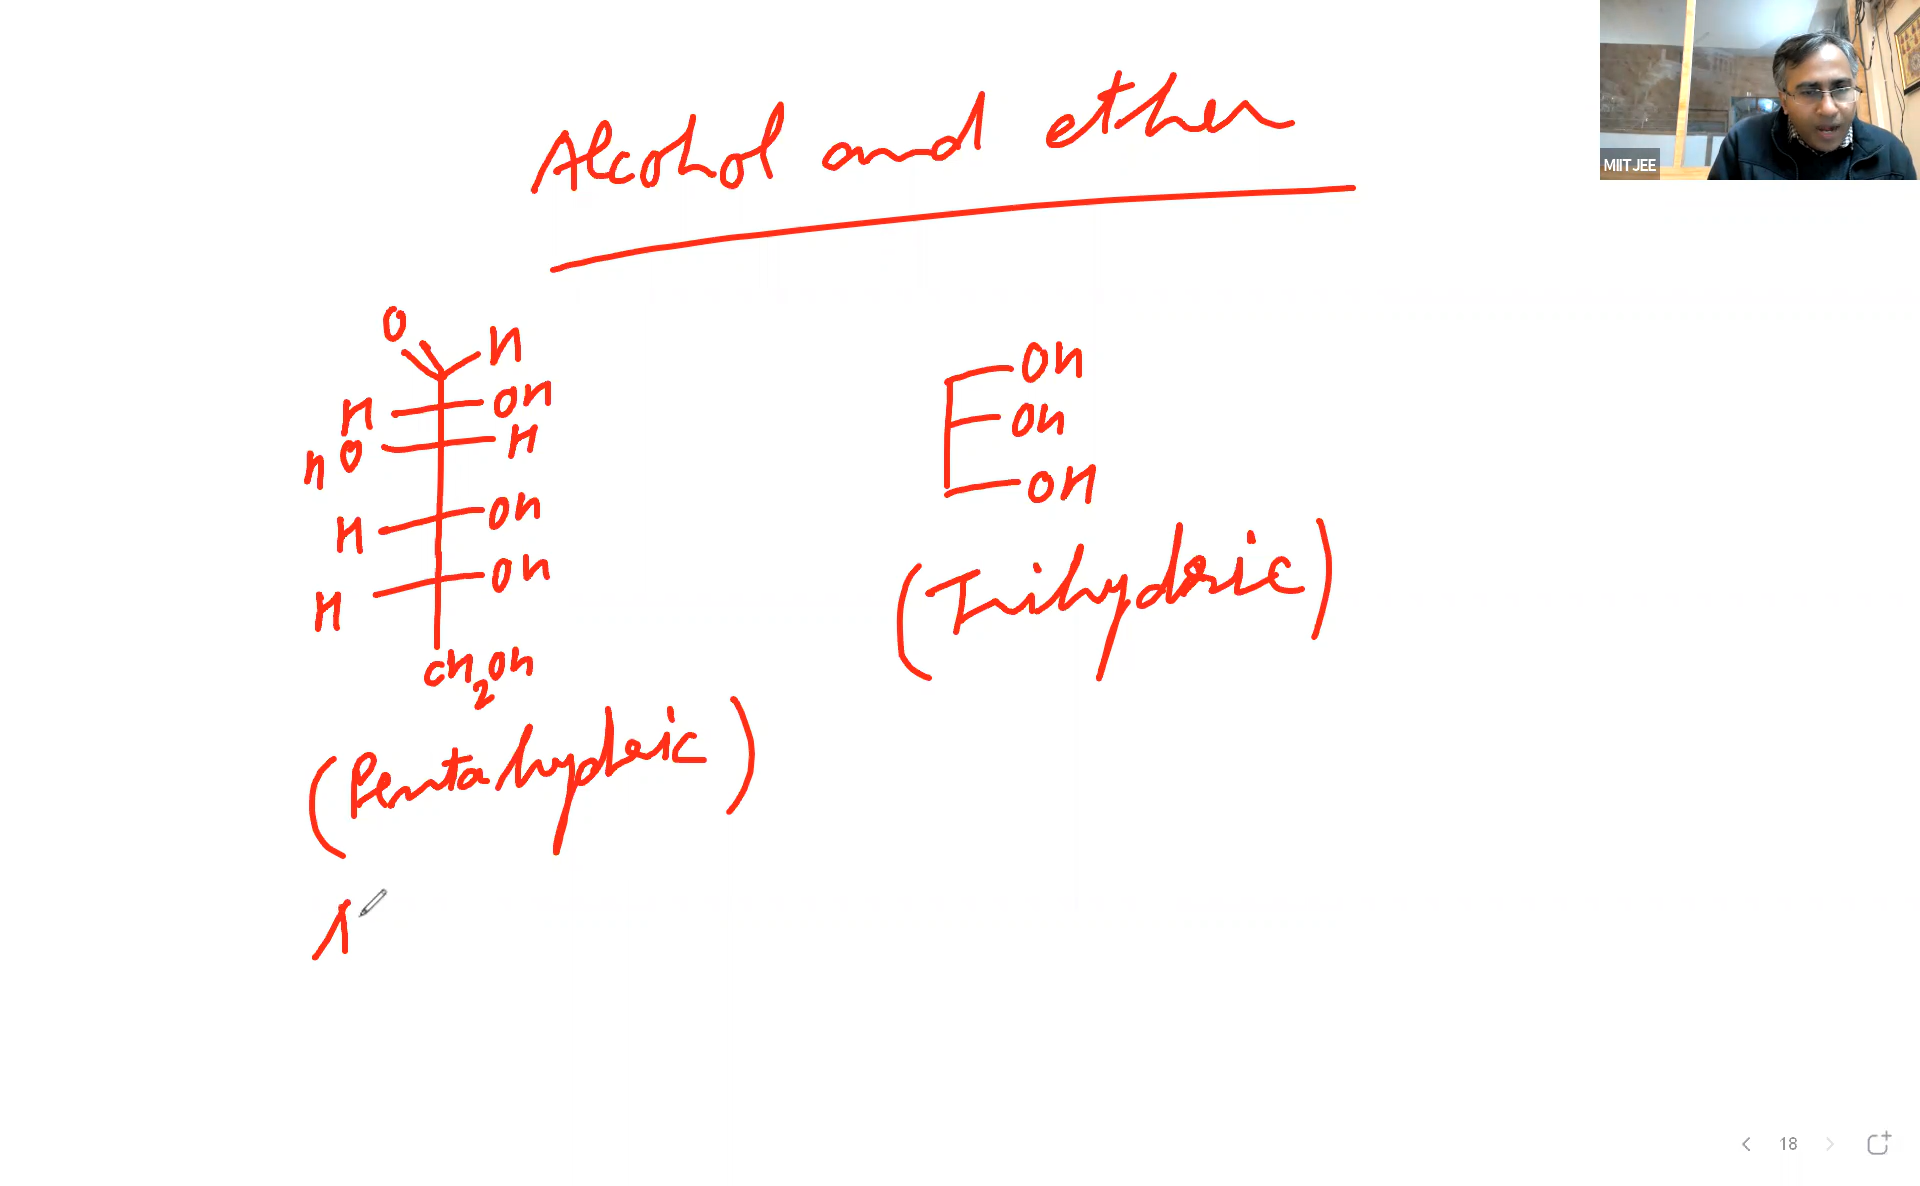 Alcohol and ether
MIIT JEE
O
H
H OH
HO H
H OH
H OH
CH2OH
(Pentahydric)
OH
OH
OH
(Trihydric)
18